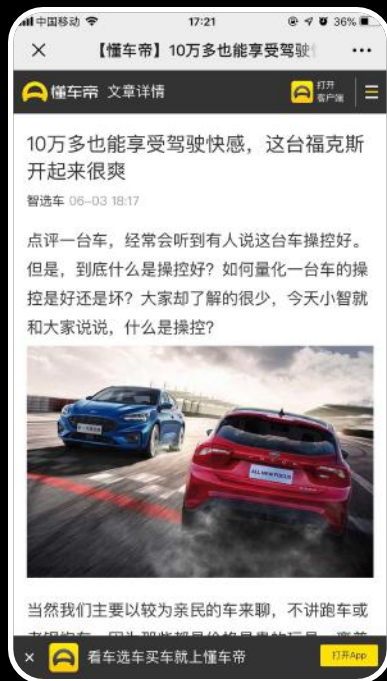 中国移动 17:21 36%
【懂车帝】10万多也能享受驾驶
懂车帝 文章详情 打开
客户端
10万多也能享受驾驶快感，这台福克斯
开起来很爽
智选车 06-03 18:17
点评一台车，经常会听到有人说这台车操控好。
但是，到底什么是操控好？如何量化一台车的操
控是好还是坏？大家却了解的很少，今天小智就
和大家说说，什么是操控？
ALL NEW FOCUS
当然我们主要以较为亲民的车来聊，不讲跑车或
看车选车买车就上懂车帝 打开App